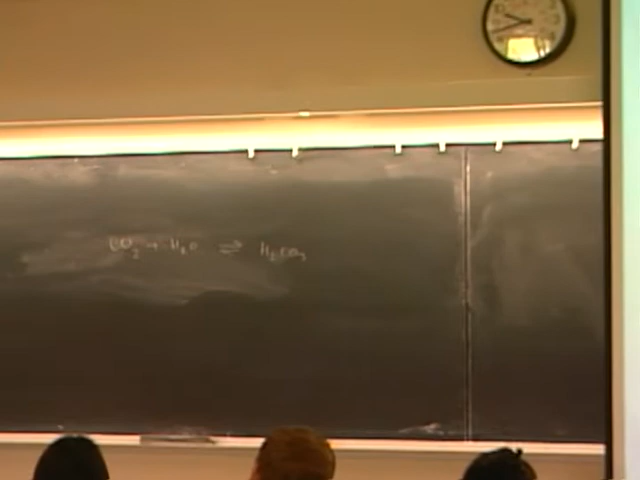 CO₂ + H₂O ⇌ H₂CO₃